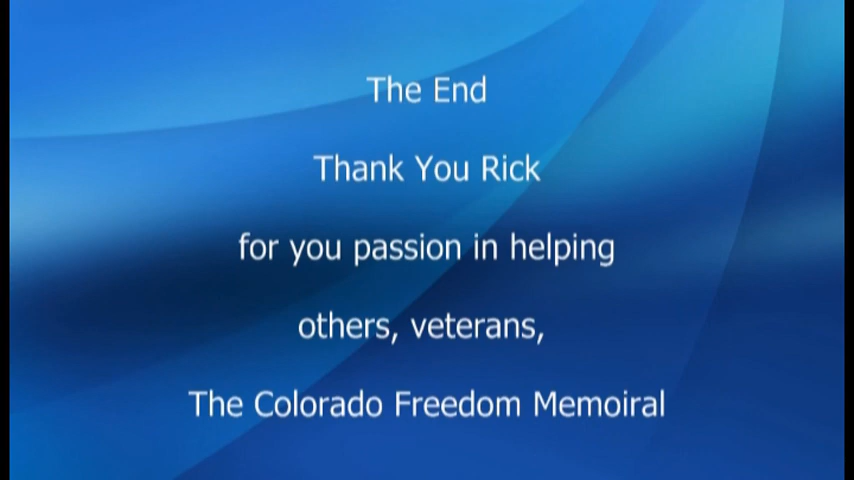 The End
Thank You Rick
for you passion in helping
others, veterans,
The Colorado Freedom Memoiral